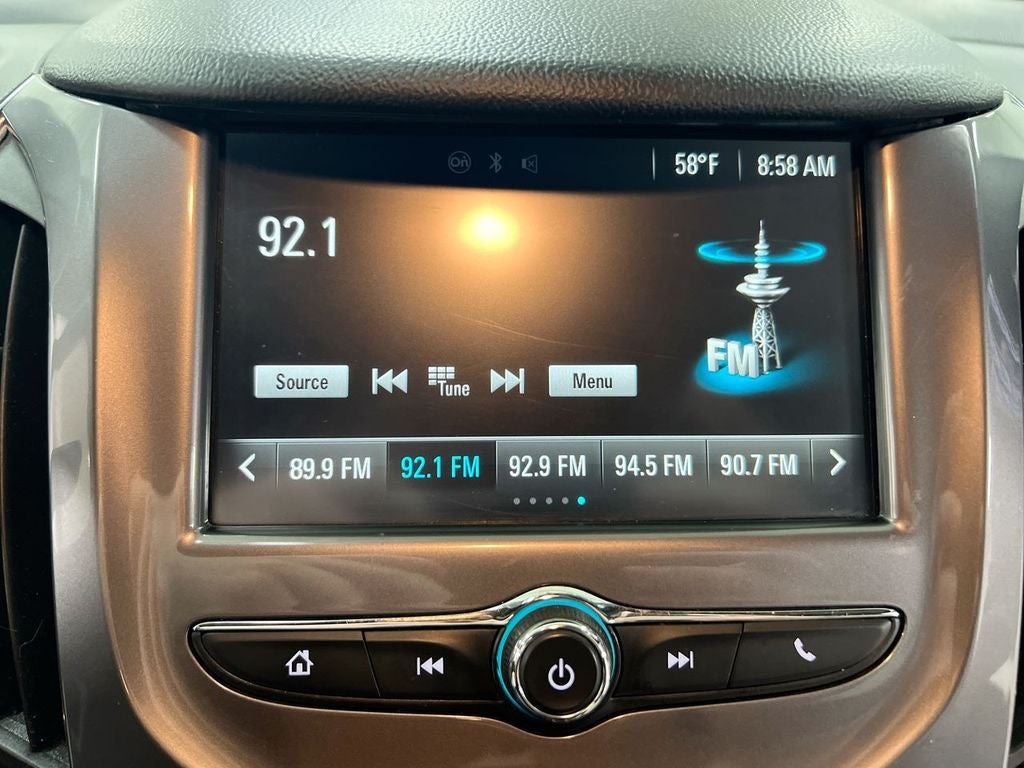 On 58°F 8:58 AM
92.1
FM
Source Tune Menu
89.9 FM 92.1 FM 92.9 FM 94.5 FM 90.7 FM